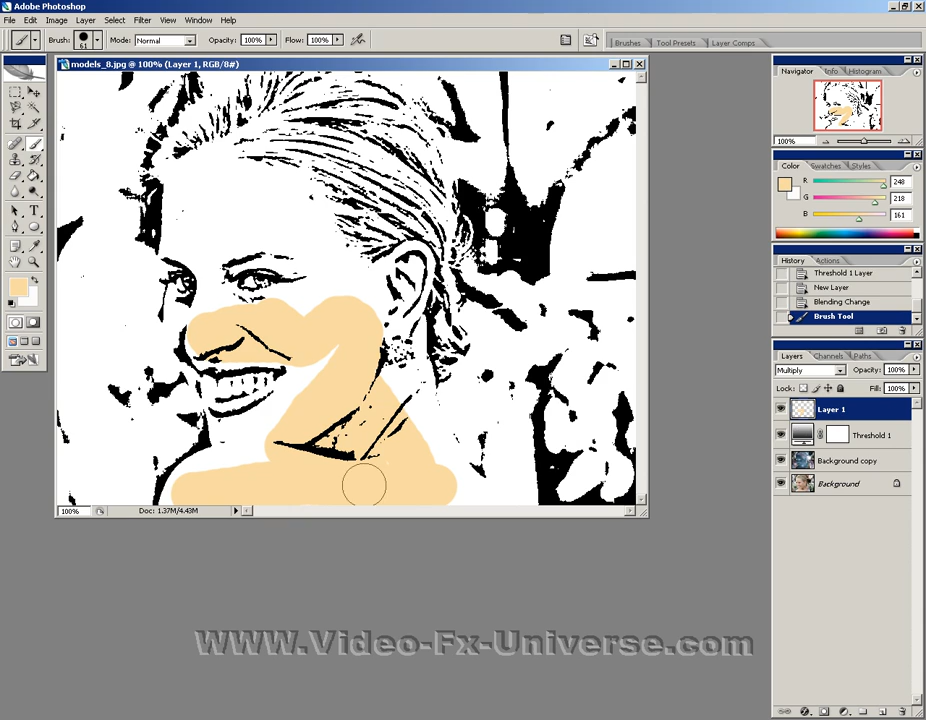 Adobe Photoshop
File Edit Image Layer Select Filter View Window Help
Brush: 61 Mode: Normal Opacity: 100% Flow: 100%
Brushes Tool Presets Layer Comps
models_8.jpg @ 100% (Layer 1, RGB/8#)
Navigator Info Histogram
100%
Color Swatches Styles
R 248
G 218
B 161
History Actions
Threshold 1 Layer
New Layer
Blending Change
Brush Tool
Layers Channels Paths
Multiply Opacity: 100%
Lock: Fill: 100%
Layer 1
Threshold 1
Background copy
Background
100% Doc: 1.37M/4.43M
WWW.Video-Fx-Universe.com